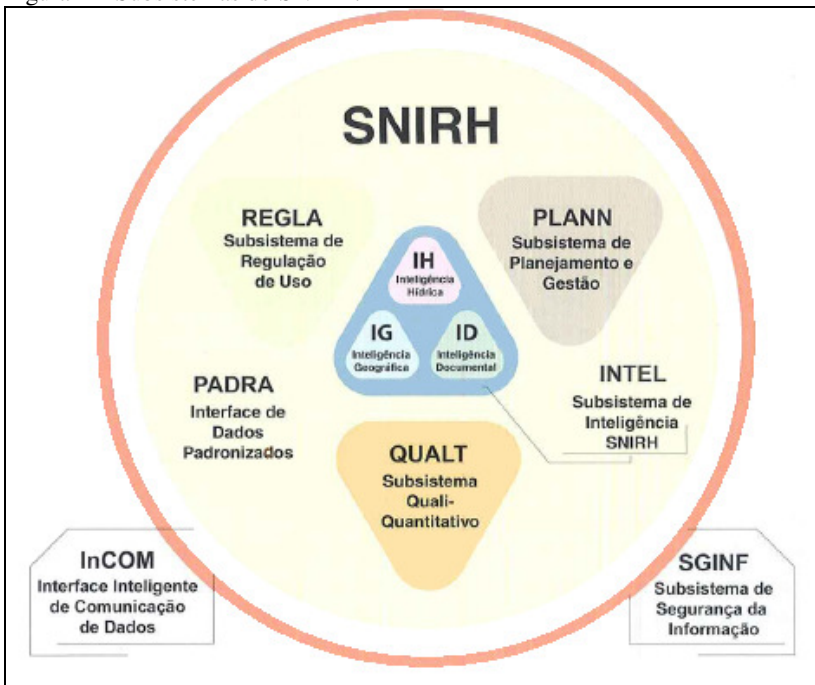 SNIRH
REGLA
Subsistema de
Regulação
de Uso
PLANN
Subsistema de
Planejamento e
Gestão
IH
Inteligência
Hídrica
IG
Inteligência
Geográfica
ID
Inteligência
Documental
PADRA
Interface de
Dados
Padronizados
INTEL
Subsistema de
Inteligência
SNIRH
QUALT
Subsistema
Quali-
Quantitativo
InCOM
Interface Inteligente
de Comunicação
de Dados
SGINF
Subsistema de
Segurança da
Informação